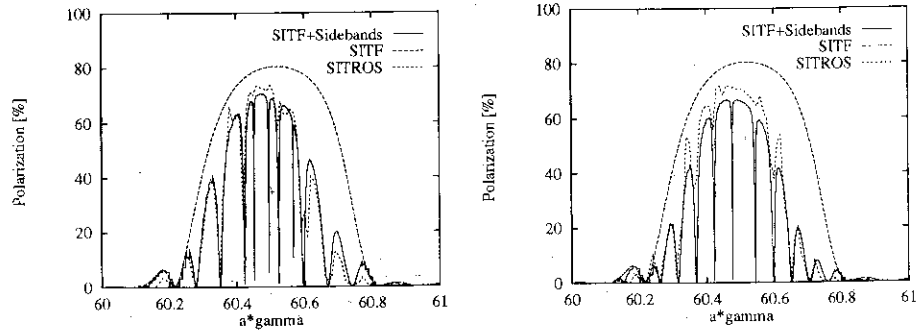 100
80
60
40
20
0
Polarization [%]
SITF+Sidebands
SITF
SITROS
60 60.2 60.4 60.6 60.8 61
a*gamma
100
80
60
40
20
0
Polarization [%]
SITF+Sidebands
SITF
SITROS
60 60.2 60.4 60.6 60.8 61
a*gamma